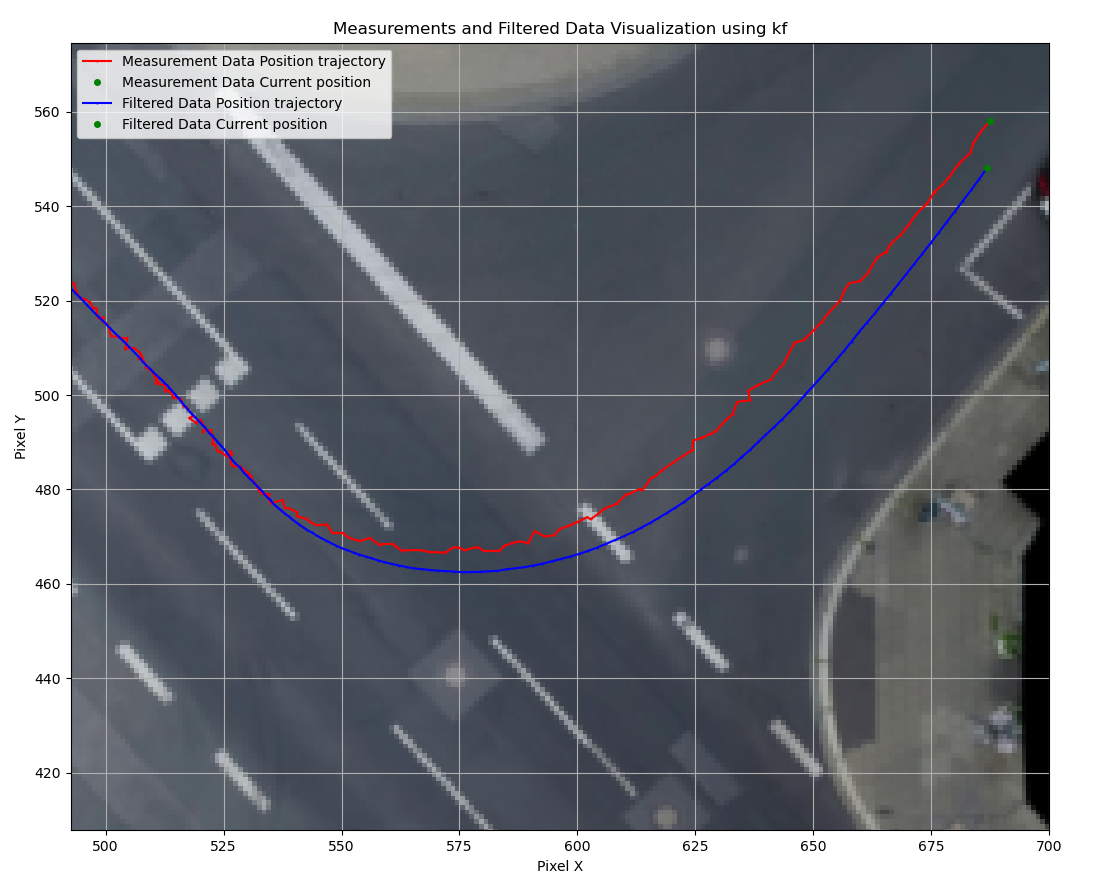 Measurements and Filtered Data Visualization using kf
Measurement Data Position trajectory
Measurement Data Current position
Filtered Data Position trajectory
Filtered Data Current position
Pixel Y
560
540
520
500
480
460
440
420
500 525 550 575 600 625 650 675 700
Pixel X